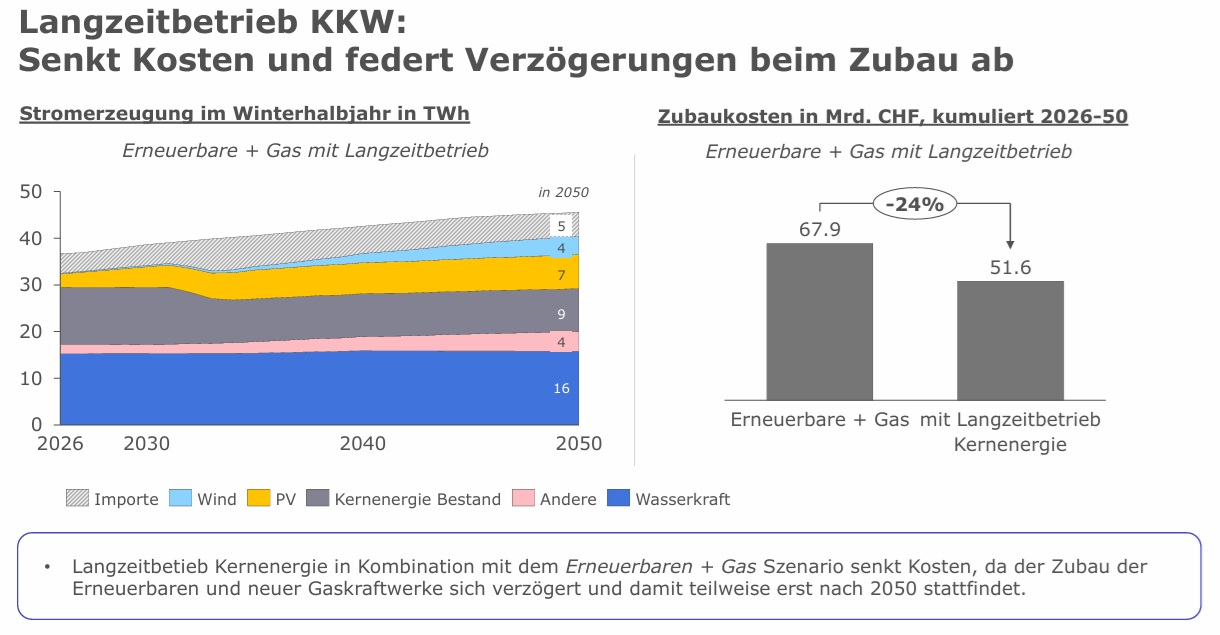 Langzeitbetrieb KKW:
Senkt Kosten und federt Verzögerungen beim Zubau ab
Stromerzeugung im Winterhalbjahr in TWh
Erneuerbare + Gas mit Langzeitbetrieb
in 2050
50
40
30
20
10
0
5
4
7
9
4
16
2026
2030
2040
2050
Importe
Wind
PV
Kernenergie Bestand
Andere
Wasserkraft
Zubaukosten in Mrd. CHF, kumuliert 2026-50
Erneuerbare + Gas mit Langzeitbetrieb
-24%
67.9
51.6
Erneuerbare + Gas
mit Langzeitbetrieb
Kernenergie
• Langzeitbetieb Kernenergie in Kombination mit dem Erneuerbaren + Gas Szenario senkt Kosten, da der Zubau der
Erneuerbaren und neuer Gaskraftwerke sich verzögert und damit teilweise erst nach 2050 stattfindet.